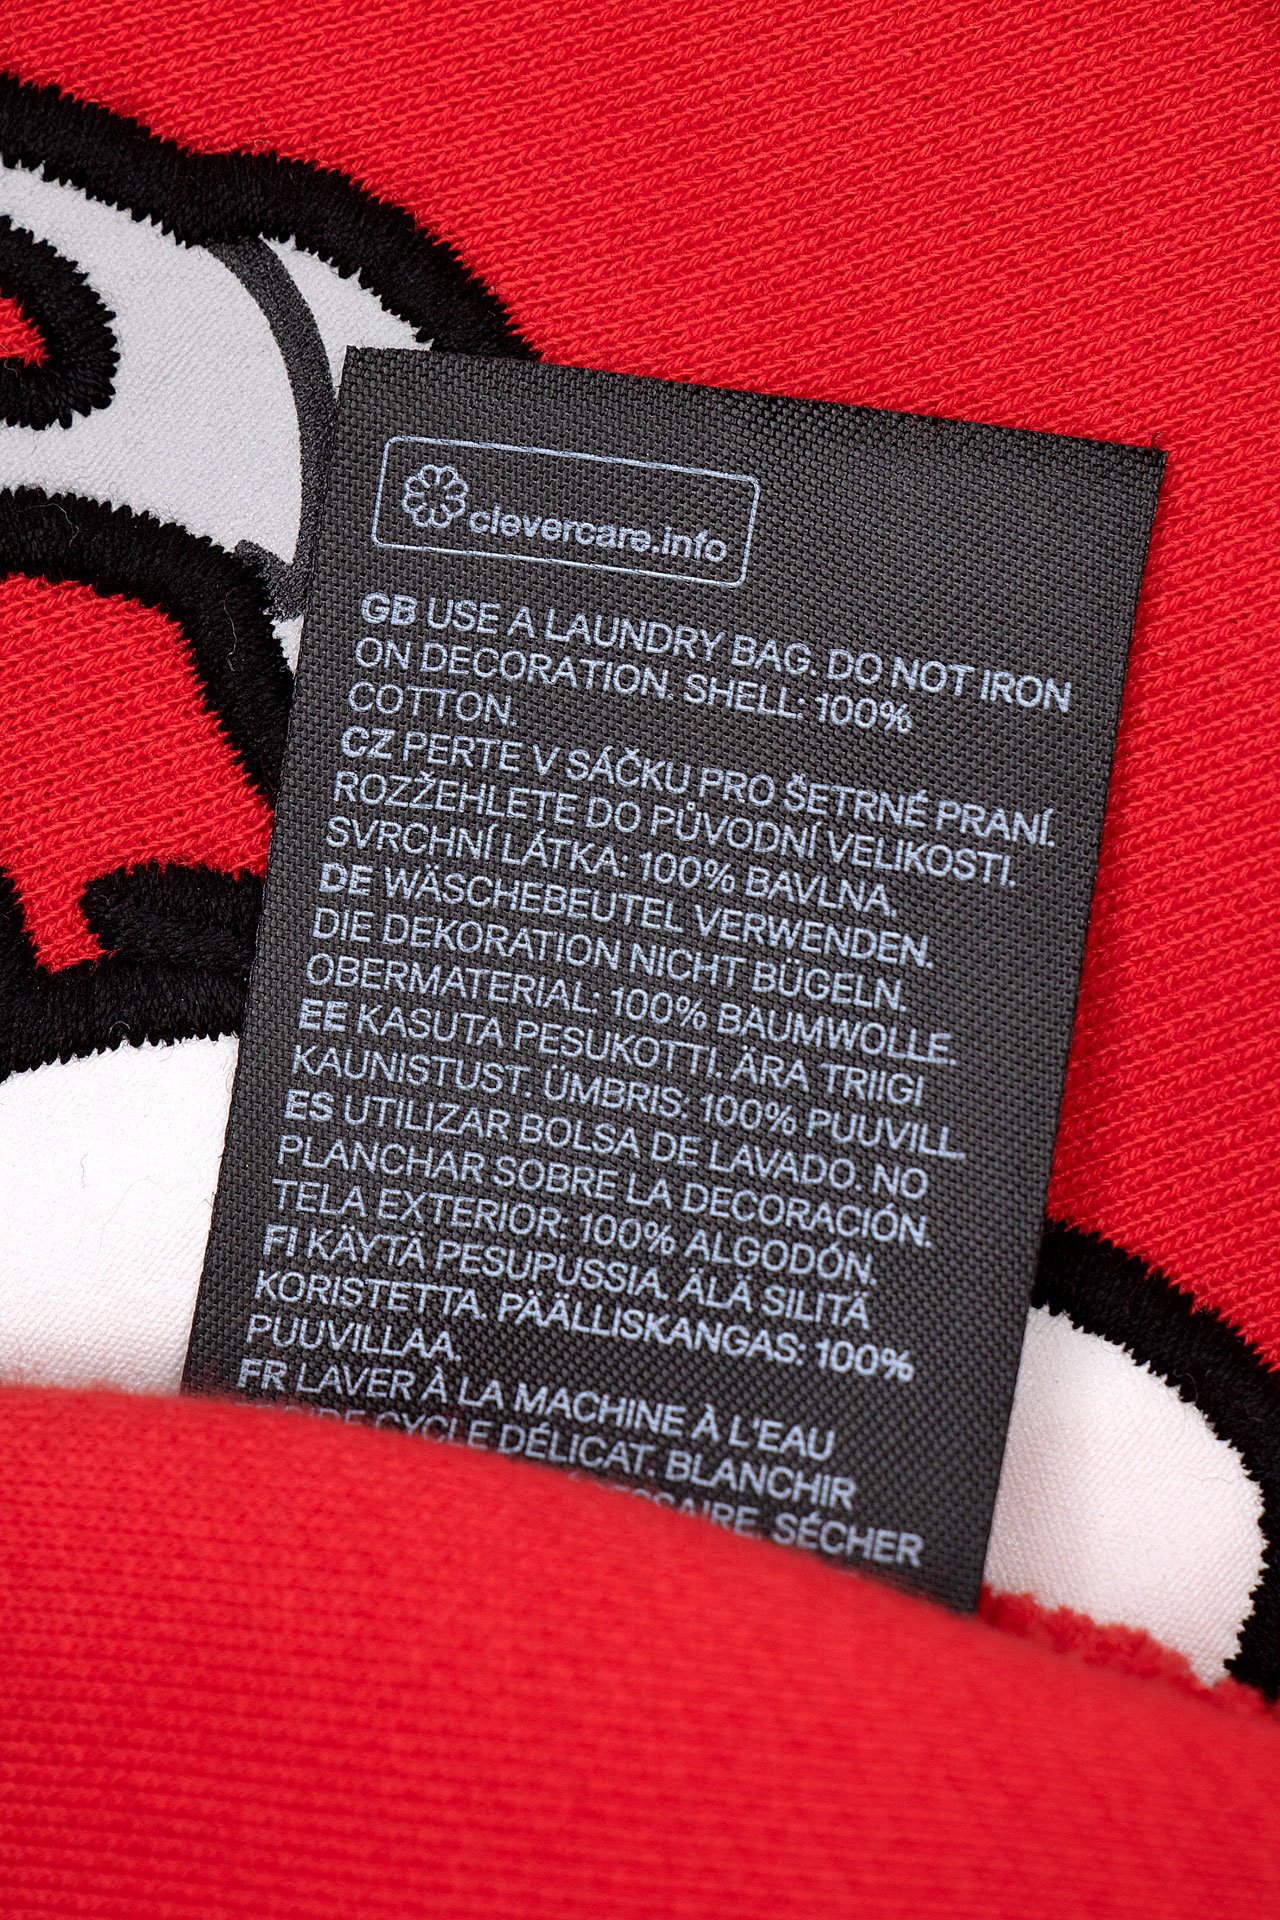 clevercare.info
GB USE A LAUNDRY BAG. DO NOT IRON
ON DECORATION. SHELL: 100%
COTTON.
CZ PERTE V SÁČKU PRO ŠETRNÉ PRANÍ.
ROZŽEHLETE DO PŮVODNÍ VELIKOSTI.
SVRCHNÍ LÁTKA: 100% BAVLNA.
DE WÄSCHEBEUTEL VERWENDEN.
DIE DEKORATION NICHT BÜGELN.
OBERMATERIAL: 100% BAUMWOLLE.
EE KASUTA PESUKOTTI. ÄRA TRIIGI
KAUNISTUST. ÜMBRIS: 100% PUUVILL.
ES UTILIZAR BOLSA DE LAVADO. NO
PLANCHAR SOBRE LA DECORACIÓN.
TELA EXTERIOR: 100% ALGODÓN.
FI KÄYTÄ PESUPUSSIA. ÄLÄ SILITÄ
KORISTETTA. PÄÄLLISKANGAS: 100%
PUUVILLAA.
FR LAVER À LA MACHINE À L'EAU
CYCLE DÉLICAT. BLANCHIR
SÉCHER